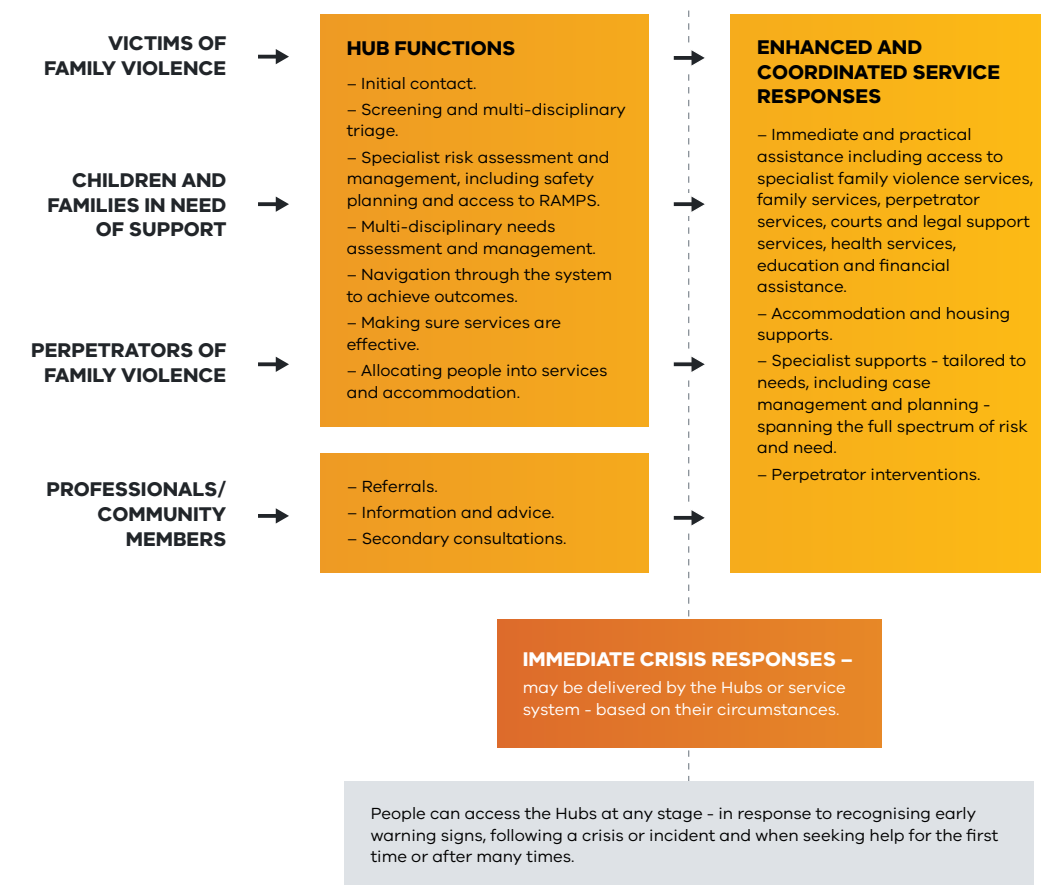 VICTIMS OF
FAMILY VIOLENCE
CHILDREN AND
FAMILIES IN NEED
OF SUPPORT
PERPETRATORS OF
FAMILY VIOLENCE
PROFESSIONALS/
COMMUNITY
MEMBERS
HUB FUNCTIONS
– Initial contact.
– Screening and multi-disciplinary
triage.
– Specialist risk assessment and
management, including safety
planning and access to RAMPS.
– Multi-disciplinary needs
assessment and management.
– Navigation through the system
to achieve outcomes.
– Making sure services are
effective.
– Allocating people into services
and accommodation.
– Referrals.
– Information and advice.
– Secondary consultations.
ENHANCED AND
COORDINATED SERVICE
RESPONSES
– Immediate and practical
assistance including access to
specialist family violence services,
family services, perpetrator
services, courts and legal support
services, health services,
education and financial
assistance.
– Accommodation and housing
supports.
– Specialist supports - tailored to
needs, including case
management and planning -
spanning the full spectrum of risk
and need.
– Perpetrator interventions.
IMMEDIATE CRISIS RESPONSES –
may be delivered by the Hubs or service
system - based on their circumstances.
People can access the Hubs at any stage - in response to recognising early
warning signs, following a crisis or incident and when seeking help for the first
time or after many times.